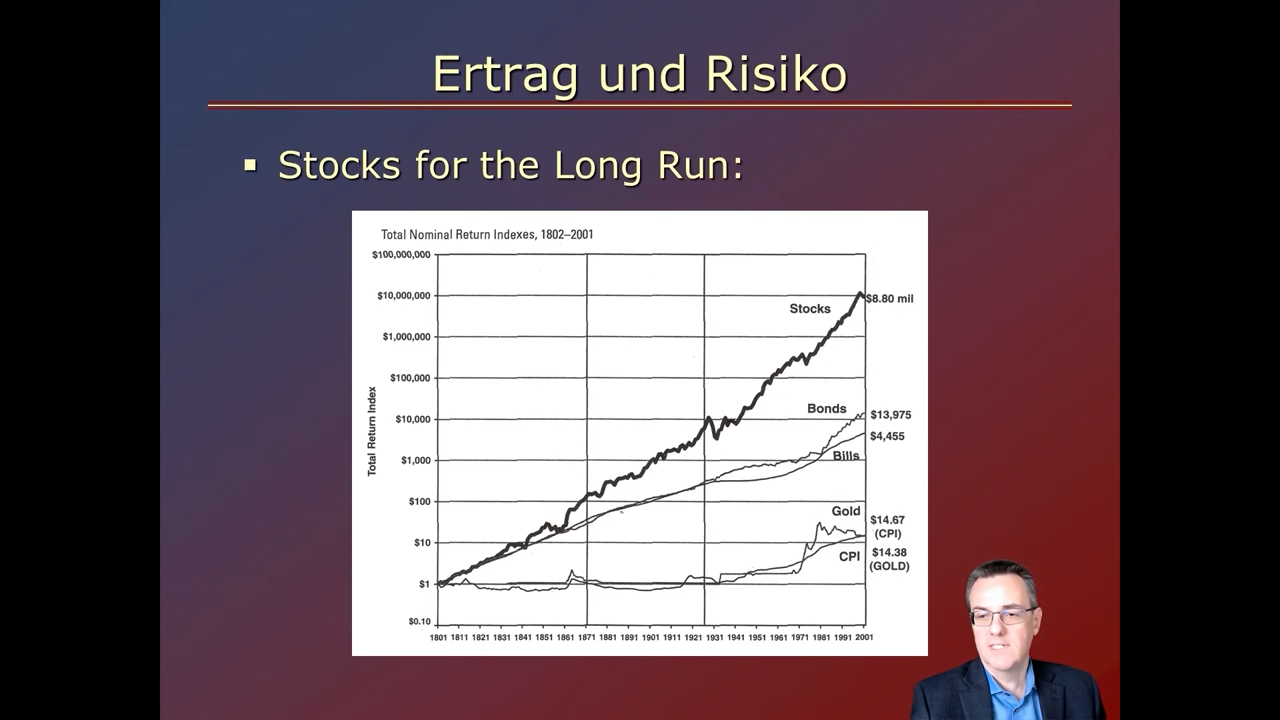 Ertrag und Risiko
▪ Stocks for the Long Run:
Total Nominal Return Indexes, 1802–2001
$100,000,000
$10,000,000
$1,000,000
$100,000
$10,000
$1,000
$100
$10
$1
$0.10
Total Return Index
Stocks
$8.80 mil
Bonds
$13,975
$4,455
Bills
Gold
$14.67
(CPI)
CPI
$14.38
(GOLD)
1801 1811 1821 1831 1841 1851 1861 1871 1881 1891 1901 1911 1921 1931 1941 1951 1961 1971 1981 1991 2001